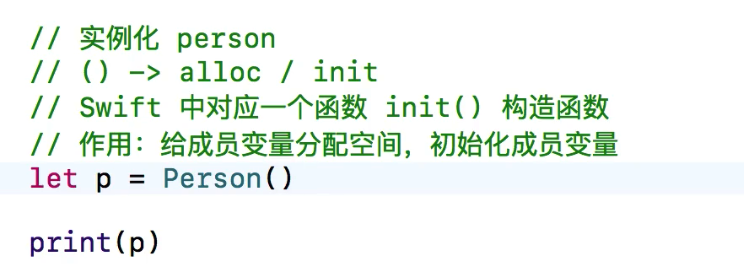 // 实例化 person
// () -> alloc / init
// Swift 中对应一个函数 init() 构造函数
// 作用：给成员变量分配空间，初始化成员变量
let p = Person()
print(p)